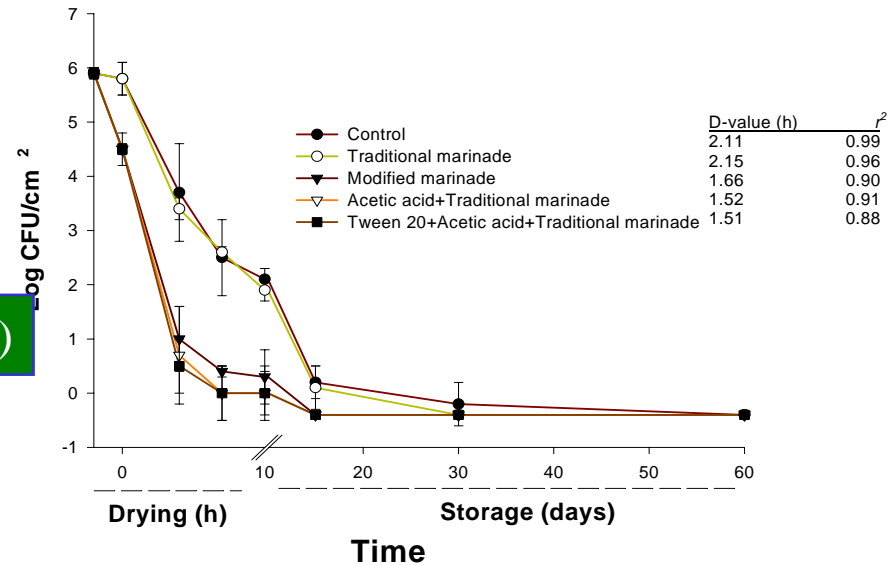 7
6
5
4
3
2
1
0
-1
og CFU/cm 2
)
Control
Traditional marinade
Modified marinade
Acetic acid+Traditional marinade
Tween 20+Acetic acid+Traditional marinade
D-value (h) r2
2.11 0.99
2.15 0.96
1.66 0.90
1.52 0.91
1.51 0.88
0 10 20 30 40 50 60
Drying (h) Storage (days)
Time